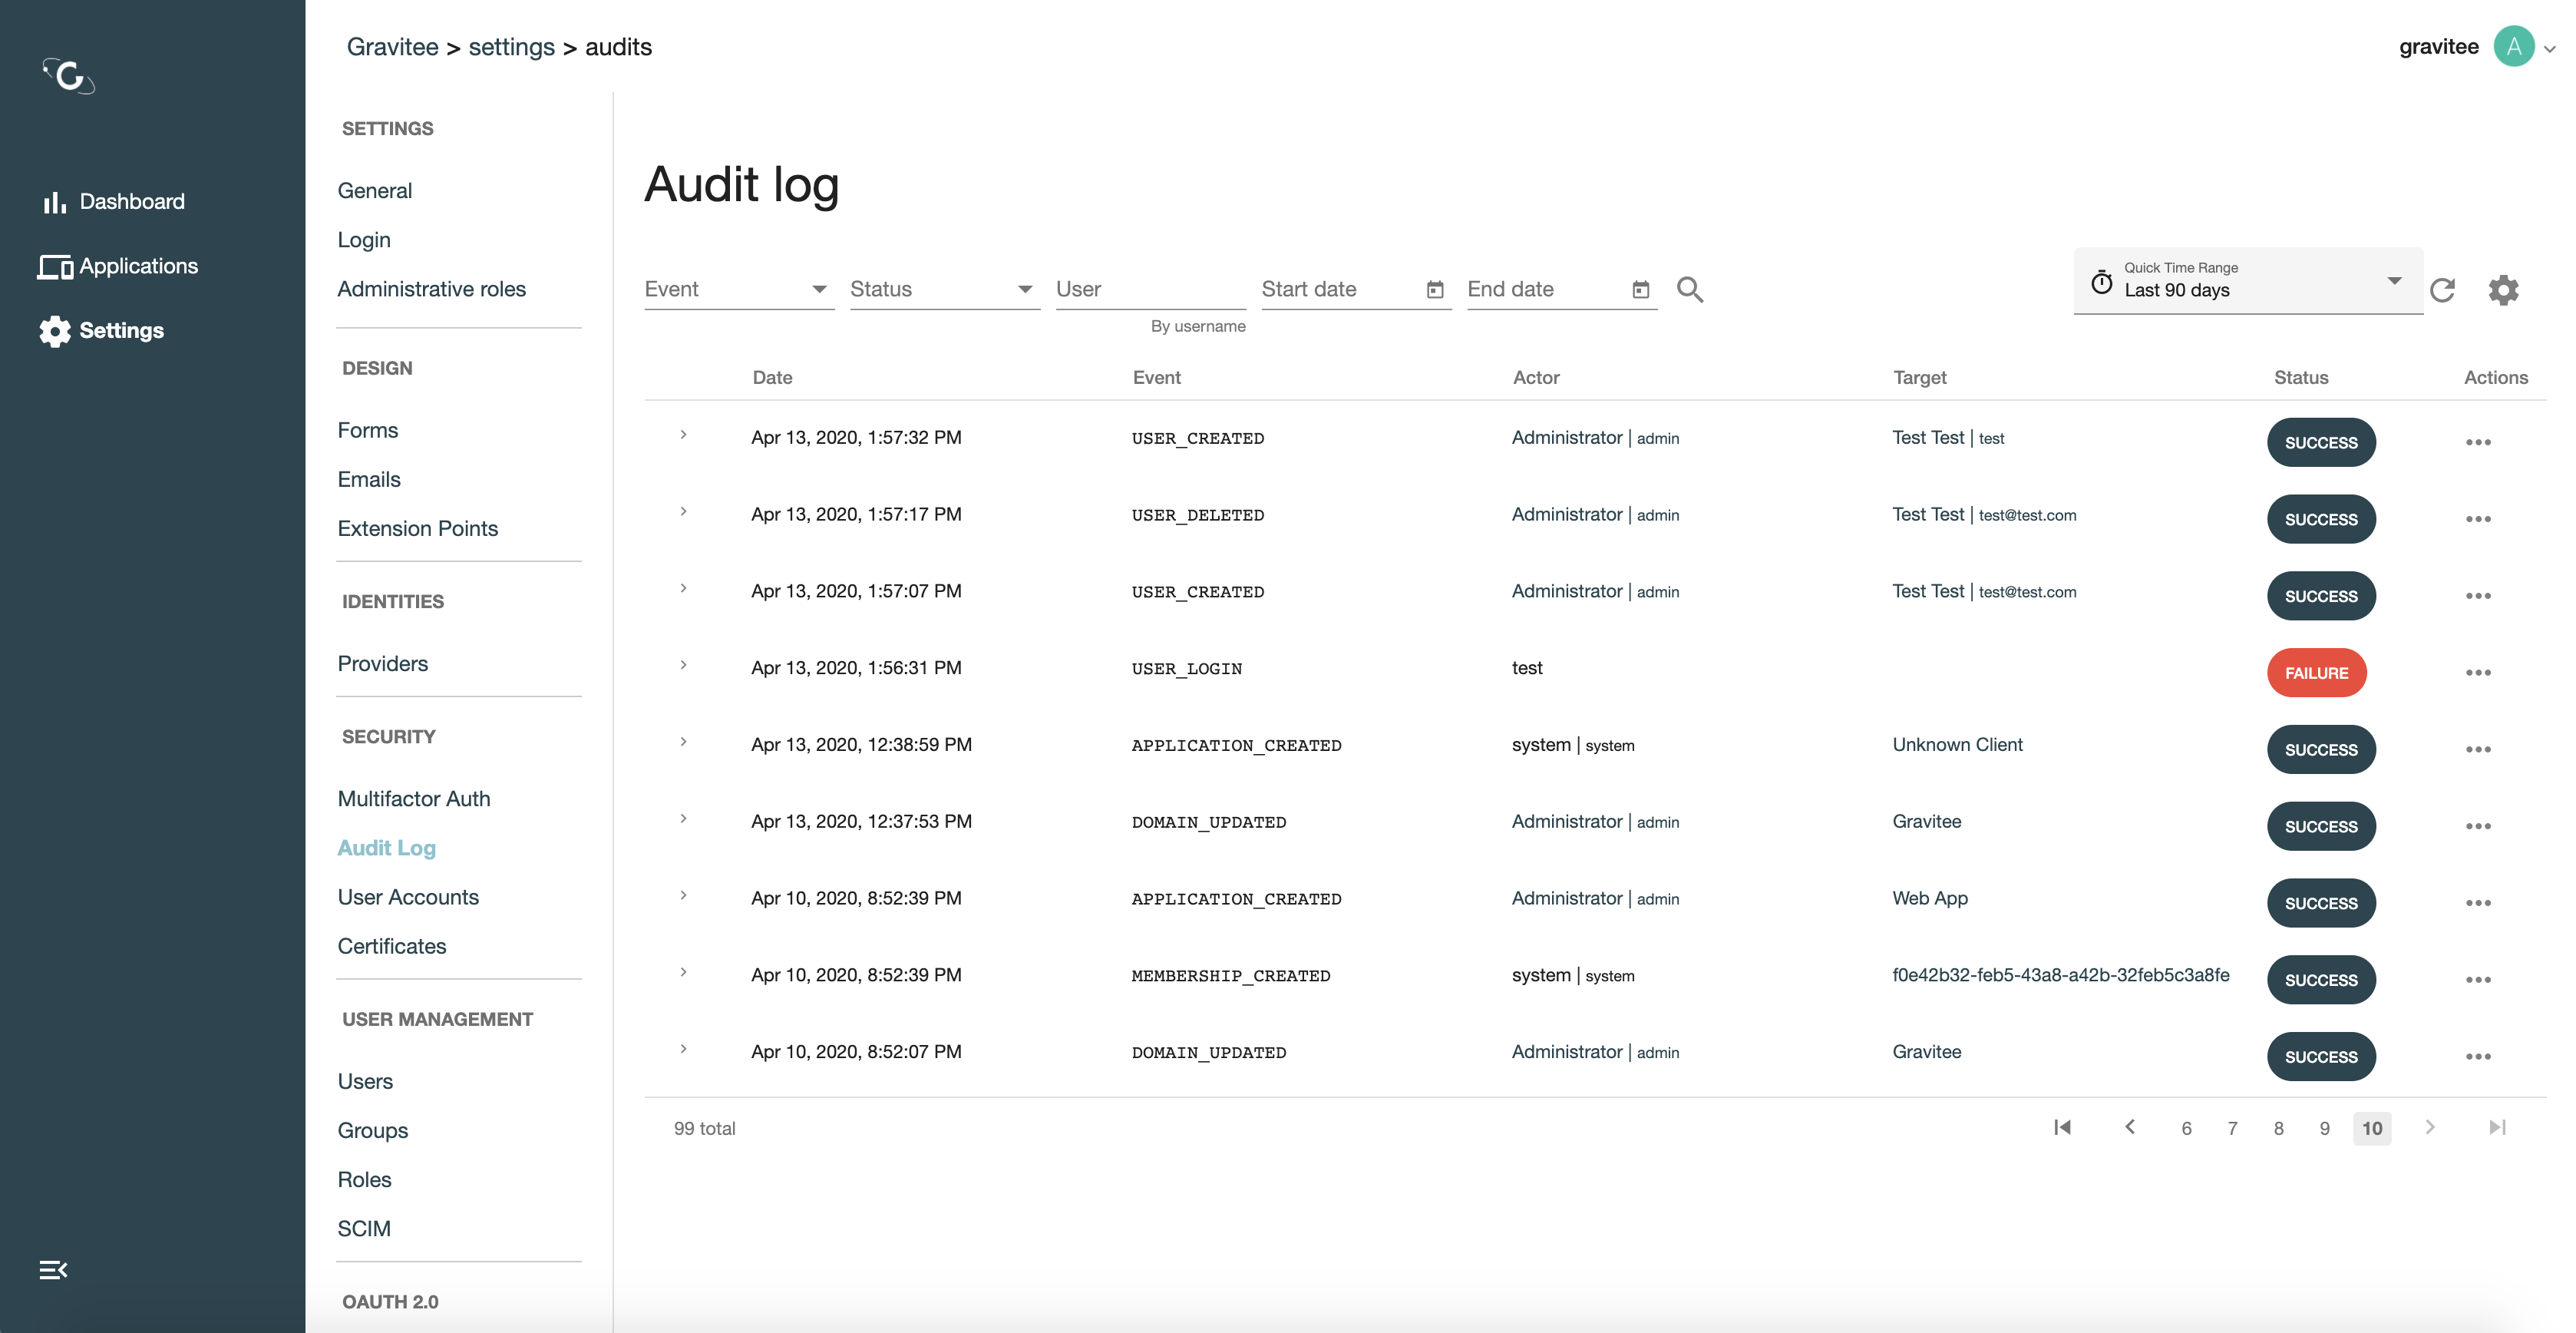 Gravitee > settings > audits
gravitee A
Dashboard
Applications
Settings
SETTINGS
General
Login
Administrative roles
DESIGN
Forms
Emails
Extension Points
IDENTITIES
Providers
SECURITY
Multifactor Auth
Audit Log
User Accounts
Certificates
USER MANAGEMENT
Users
Groups
Roles
SCIM
OAUTH 2.0
Audit log
Event Status User Start date End date
By username
Quick Time Range
Last 90 days
Date Event Actor Target Status Actions
Apr 13, 2020, 1:57:32 PM USER_CREATED Administrator | admin Test Test | test SUCCESS
Apr 13, 2020, 1:57:17 PM USER_DELETED Administrator | admin Test Test | test@test.com SUCCESS
Apr 13, 2020, 1:57:07 PM USER_CREATED Administrator | admin Test Test | test@test.com SUCCESS
Apr 13, 2020, 1:56:31 PM USER_LOGIN test FAILURE
Apr 13, 2020, 12:38:59 PM APPLICATION_CREATED system | system Unknown Client SUCCESS
Apr 13, 2020, 12:37:53 PM DOMAIN_UPDATED Administrator | admin Gravitee SUCCESS
Apr 10, 2020, 8:52:39 PM APPLICATION_CREATED Administrator | admin Web App SUCCESS
Apr 10, 2020, 8:52:39 PM MEMBERSHIP_CREATED system | system f0e42b32-feb5-43a8-a42b-32feb5c3a8fe SUCCESS
Apr 10, 2020, 8:52:07 PM DOMAIN_UPDATED Administrator | admin Gravitee SUCCESS
99 total 6 7 8 9 10